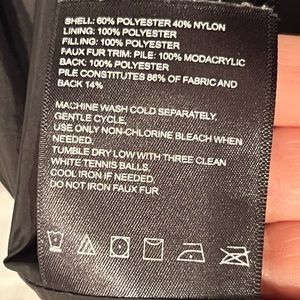 SHELL: 60% POLYESTER 40% NYLON
LINING: 100% POLYESTER
FILLING: 100% POLYESTER
FAUX FUR TRIM: PILE: 100% MODACRYLIC
BACK: 100% POLYESTER
PILE CONSTITUTES 86% OF FABRIC AND
BACK 14%
MACHINE WASH COLD SEPARATELY.
GENTLE CYCLE.
USE ONLY NON-CHLORINE BLEACH WHEN
NEEDED.
TUMBLE DRY LOW WITH THREE CLEAN
WHITE TENNIS BALLS.
COOL IRON IF NEEDED.
DO NOT IRON FAUX FUR